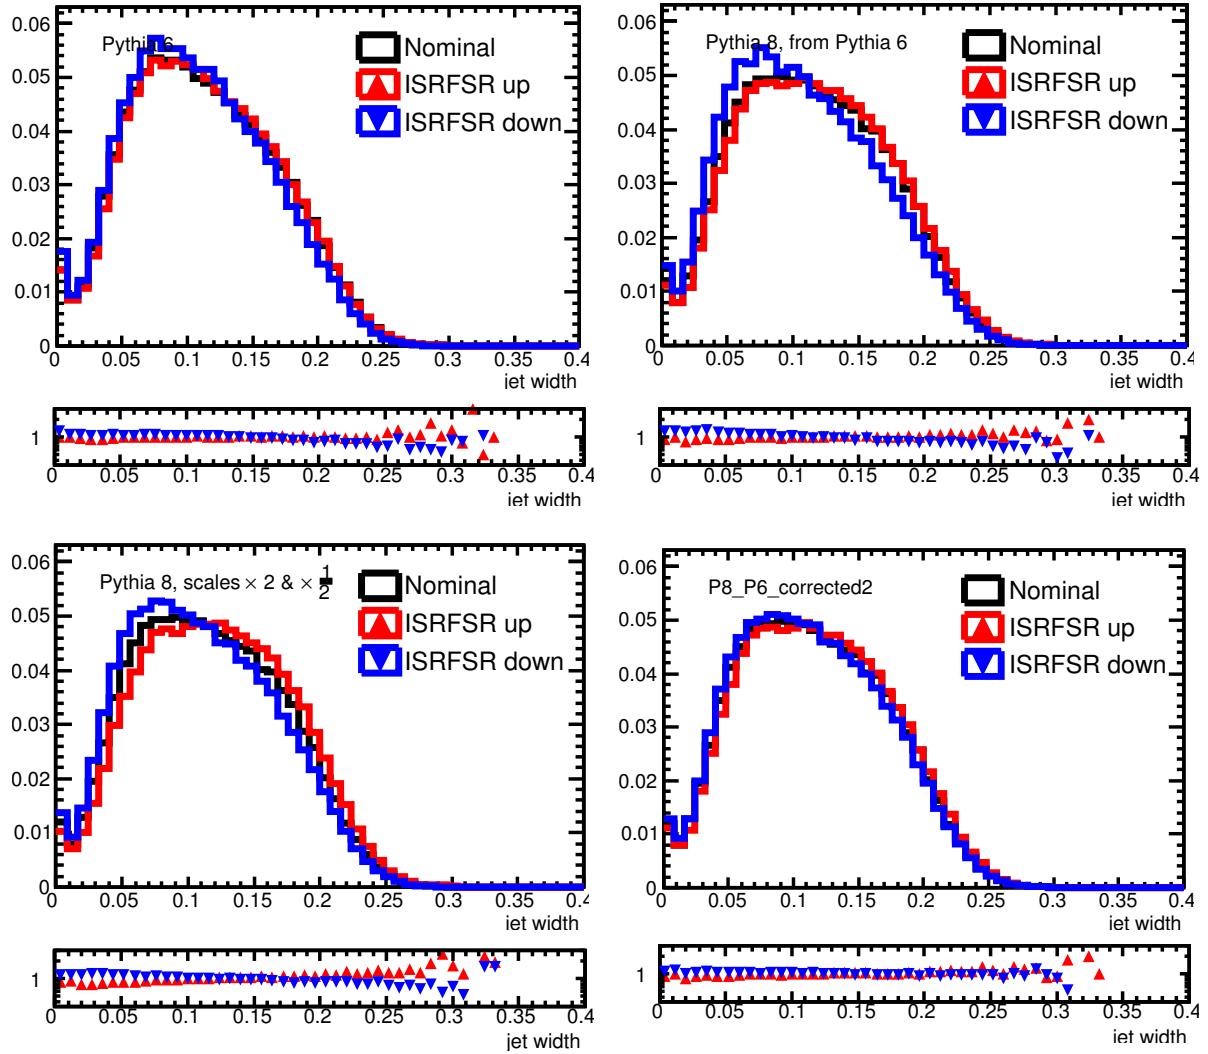 0.06
0.05
0.04
0.03
0.02
0.01
0
Pythia 6
Nominal
ISRFSR up
ISRFSR down
0.05 0.1 0.15 0.2 0.25 0.3 0.35 0.4
jet width
1
0 0.05 0.1 0.15 0.2 0.25 0.3 0.35 0.4
jet width
0.06
0.05
0.04
0.03
0.02
0.01
0
Pythia 8, from Pythia 6
Nominal
ISRFSR up
ISRFSR down
0.05 0.1 0.15 0.2 0.25 0.3 0.35 0.4
jet width
1
0 0.05 0.1 0.15 0.2 0.25 0.3 0.35 0.4
jet width
0.06
0.05
0.04
0.03
0.02
0.01
0
Pythia 8, scales × 2 & × 1/2
Nominal
ISRFSR up
ISRFSR down
0.05 0.1 0.15 0.2 0.25 0.3 0.35 0.4
jet width
1
0 0.05 0.1 0.15 0.2 0.25 0.3 0.35 0.4
jet width
0.06
0.05
0.04
0.03
0.02
0.01
0
P8_P6_corrected2
Nominal
ISRFSR up
ISRFSR down
0.05 0.1 0.15 0.2 0.25 0.3 0.35 0.4
jet width
1
0 0.05 0.1 0.15 0.2 0.25 0.3 0.35 0.4
jet width